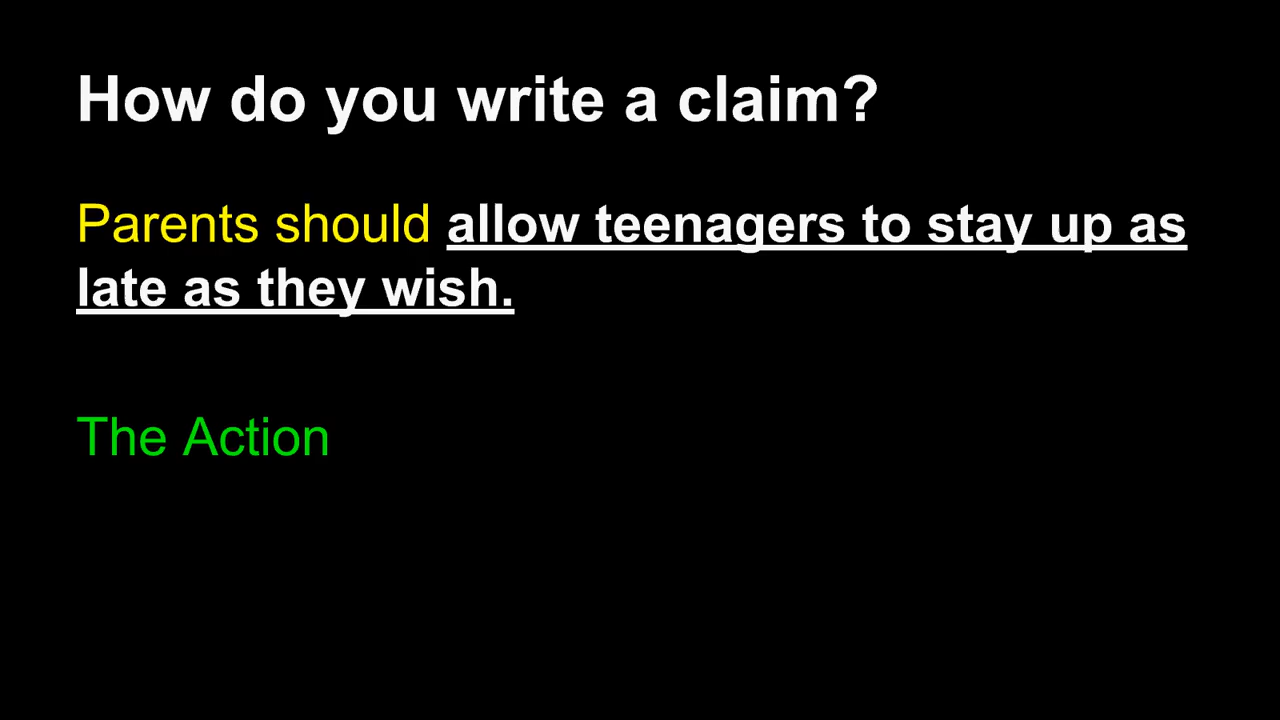 How do you write a claim?
Parents should allow teenagers to stay up as
late as they wish.
The Action